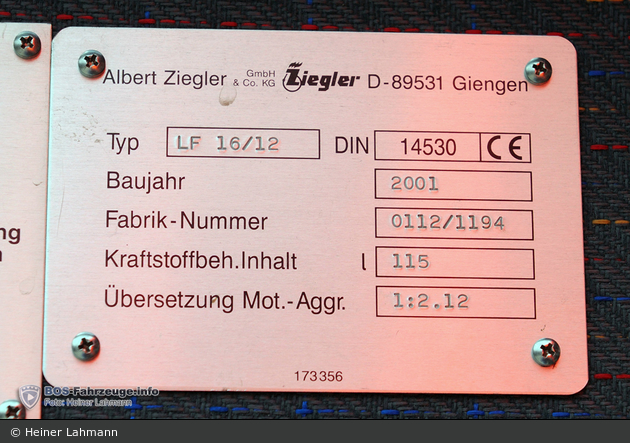 Albert Ziegler GmbH & Co. KG Ziegler D-89531 Giengen
Typ LF 16/12 DIN 14530 CE
Baujahr 2001
Fabrik-Nummer 0112/1194
Kraftstoffbeh.Inhalt l 115
Übersetzung Mot.-Aggr. 1:2.12
173356
ng
BOS-Fahrzeuge.info
Foto: Heiner Lahmann
© Heiner Lahmann